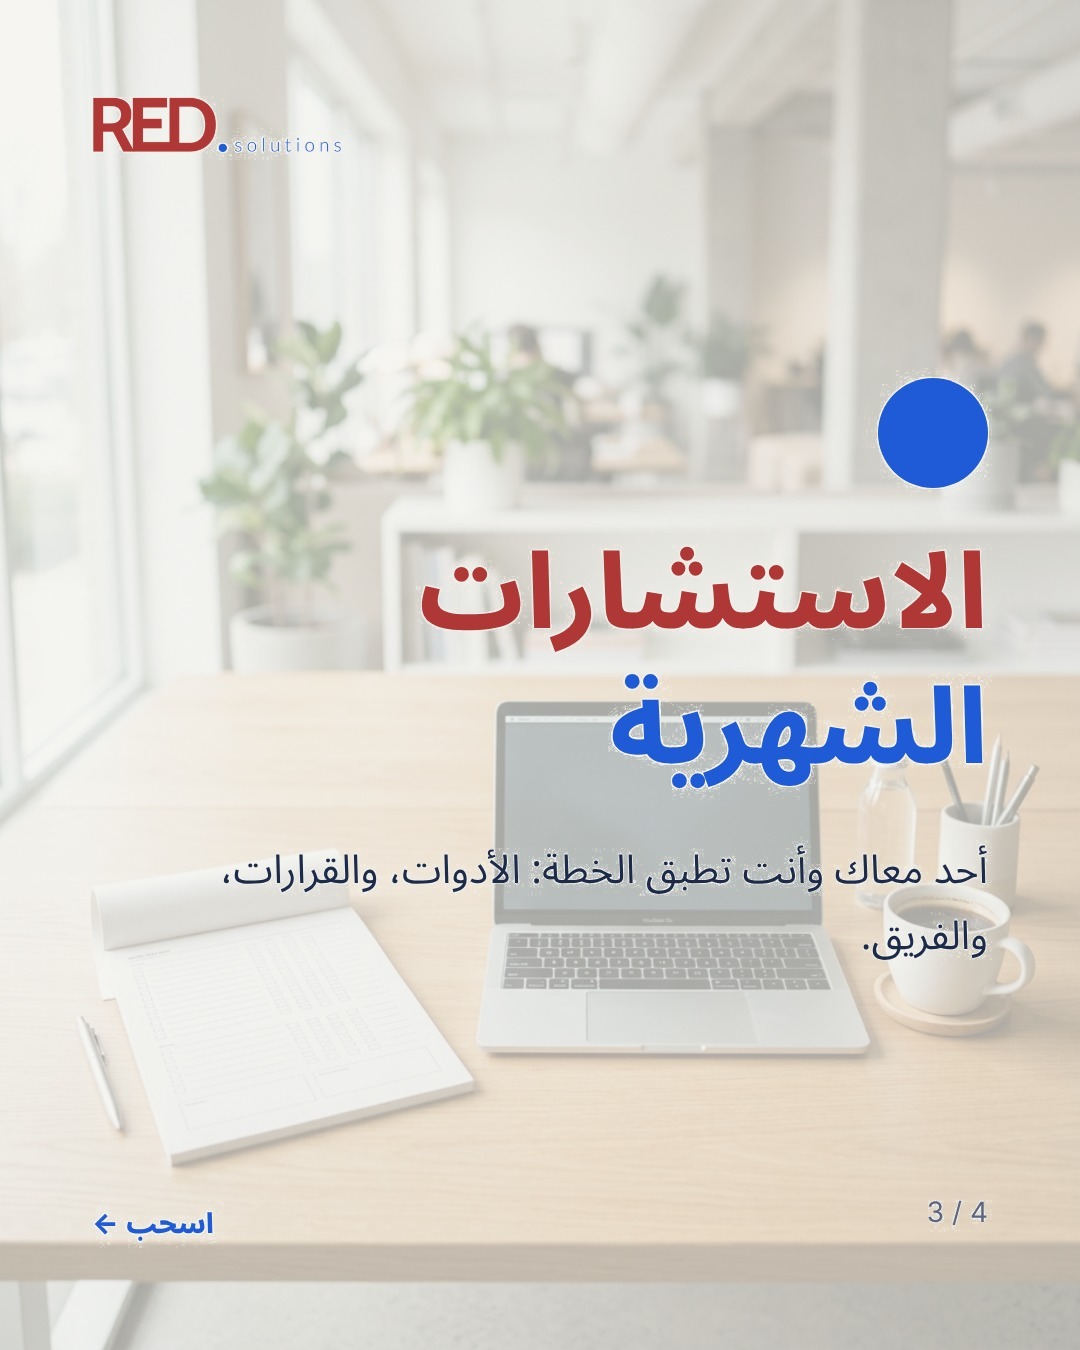 RED.solutions
الاستشارات
الشهرية
أحد معاك وأنت تطبق الخطة: الأدوات، والقرارات،
والفريق.
اسحب ←
3 / 4